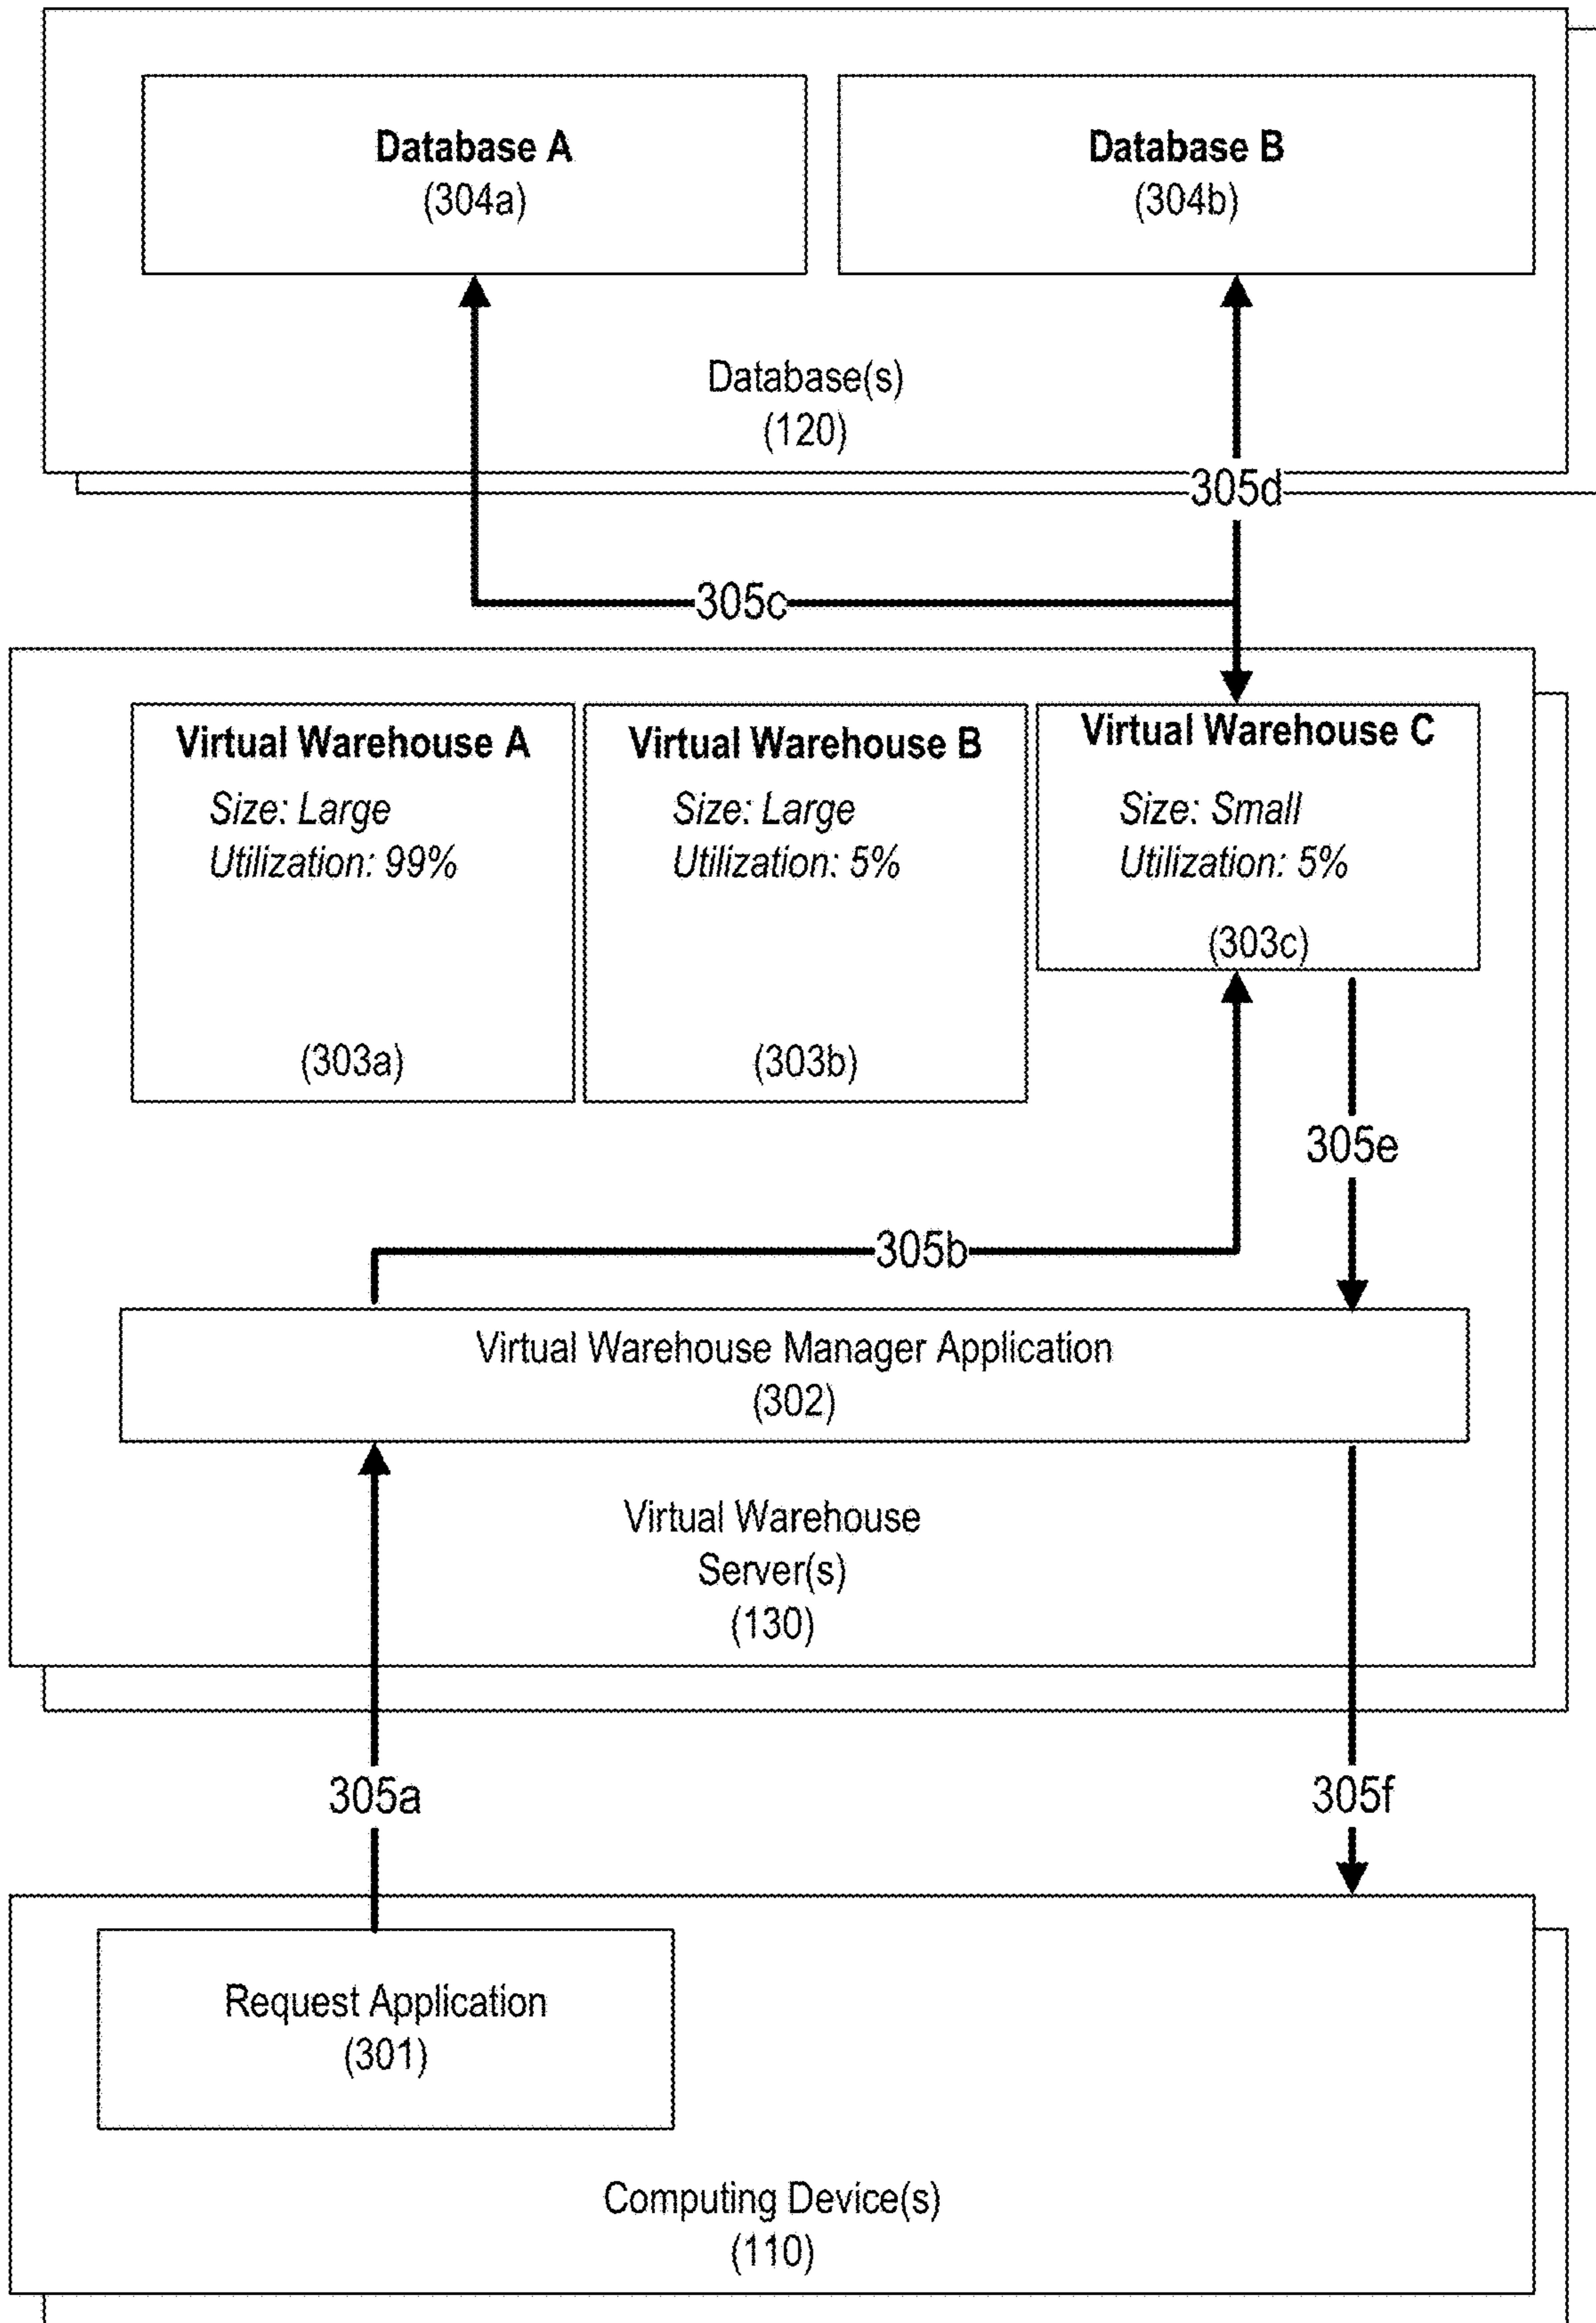 Database A
(304a)
Database B
(304b)
Database(s)
(120)
305d
305c
Virtual Warehouse A
Size: Large
Utilization: 99%
(303a)
Virtual Warehouse B
Size: Large
Utilization: 5%
(303b)
Virtual Warehouse C
Size: Small
Utilization: 5%
(303c)
305e
305b
Virtual Warehouse Manager Application
(302)
Virtual Warehouse
Server(s)
(130)
305a
305f
Request Application
(301)
Computing Device(s)
(110)